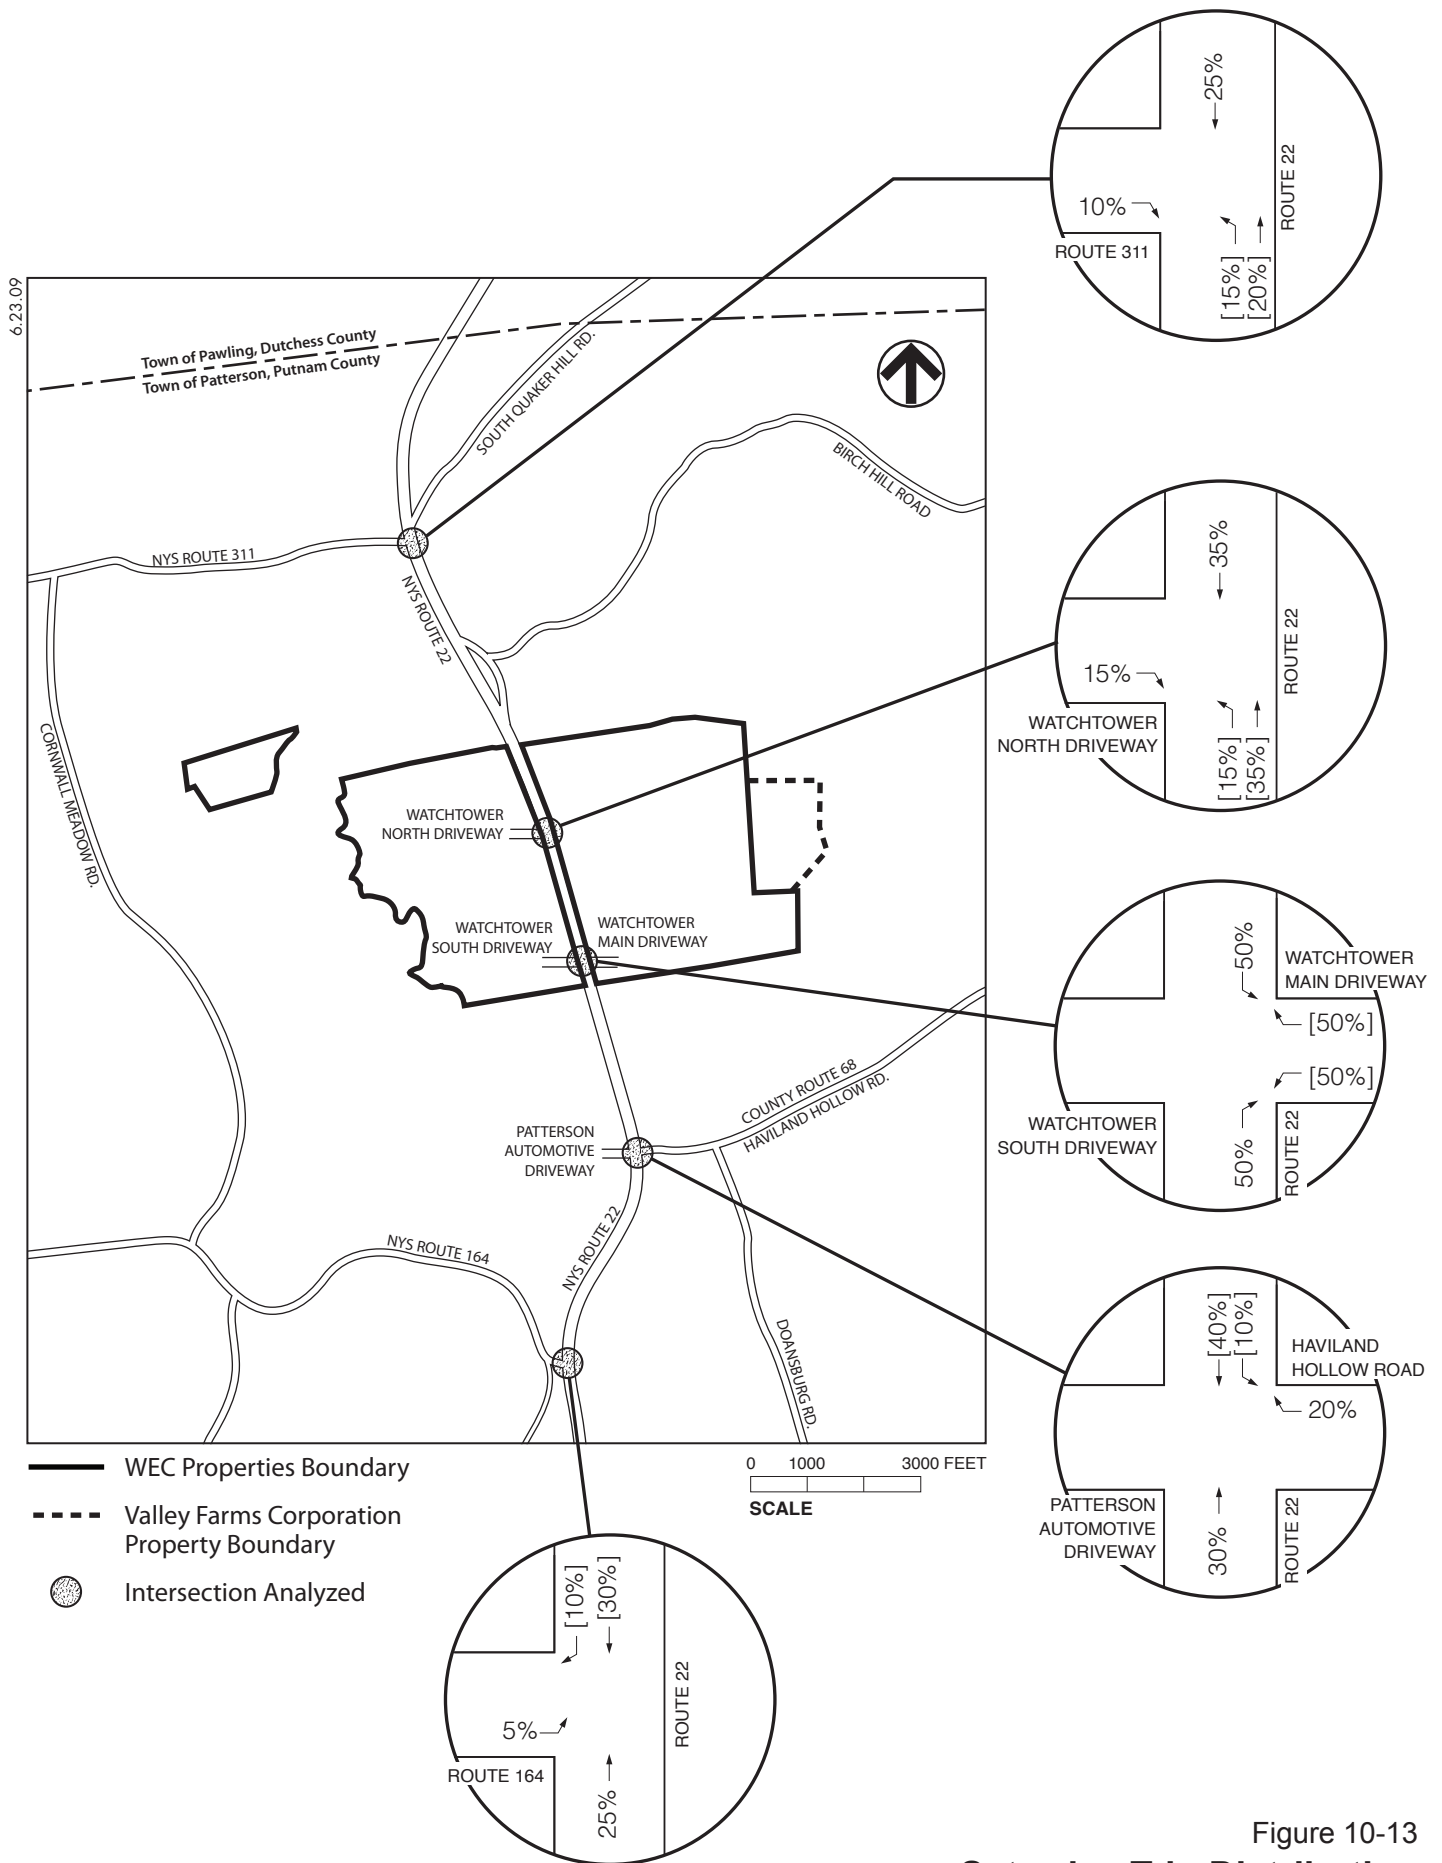 25%
ROUTE 22
10%
ROUTE 311
[15%]
[20%]
6.23.09
Town of Pawling, Dutchess County
Town of Patterson, Putnam County
SOUTH QUAKER HILL RD.
BIRCH HILL ROAD
NYS ROUTE 311
NYS ROUTE 22
CORNWALL MEADOW RD.
35%
ROUTE 22
15%
WATCHTOWER
NORTH DRIVEWAY
[15%]
[35%]
WATCHTOWER
NORTH DRIVEWAY
WATCHTOWER
SOUTH DRIVEWAY
WATCHTOWER
MAIN DRIVEWAY
50%
WATCHTOWER
MAIN DRIVEWAY
[50%]
[50%]
WATCHTOWER
SOUTH DRIVEWAY
50%
ROUTE 22
COUNTY ROUTE 68
HAVILAND HOLLOW RD.
PATTERSON
AUTOMOTIVE
DRIVEWAY
NYS ROUTE 22
NYS ROUTE 164
DOANSBURG RD.
[40%]
[10%]
HAVILAND
HOLLOW ROAD
20%
PATTERSON
AUTOMOTIVE
DRIVEWAY
30%
ROUTE 22
0 1000 3000 FEET
SCALE
WEC Properties Boundary
Valley Farms Corporation
Property Boundary
Intersection Analyzed
[10%]
[30%]
ROUTE 22
5%
ROUTE 164
25%
Figure 10-13